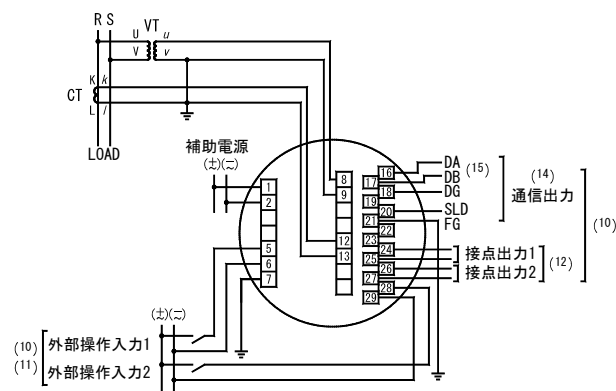 R S
VT
U u
V v
K k
CT
L l
LOAD
補助電源
(±)(∓)
1
2
5
6
7
8
9
12
13
16
17
18
19
20
21
22
23
24
25
26
27
28
29
DA
DB
DG
(15)
SLD
FG
(14)
通信出力
(10)
接点出力1
接点出力2
(12)
(±)(∓)
(10)
(11)
外部操作入力1
外部操作入力2